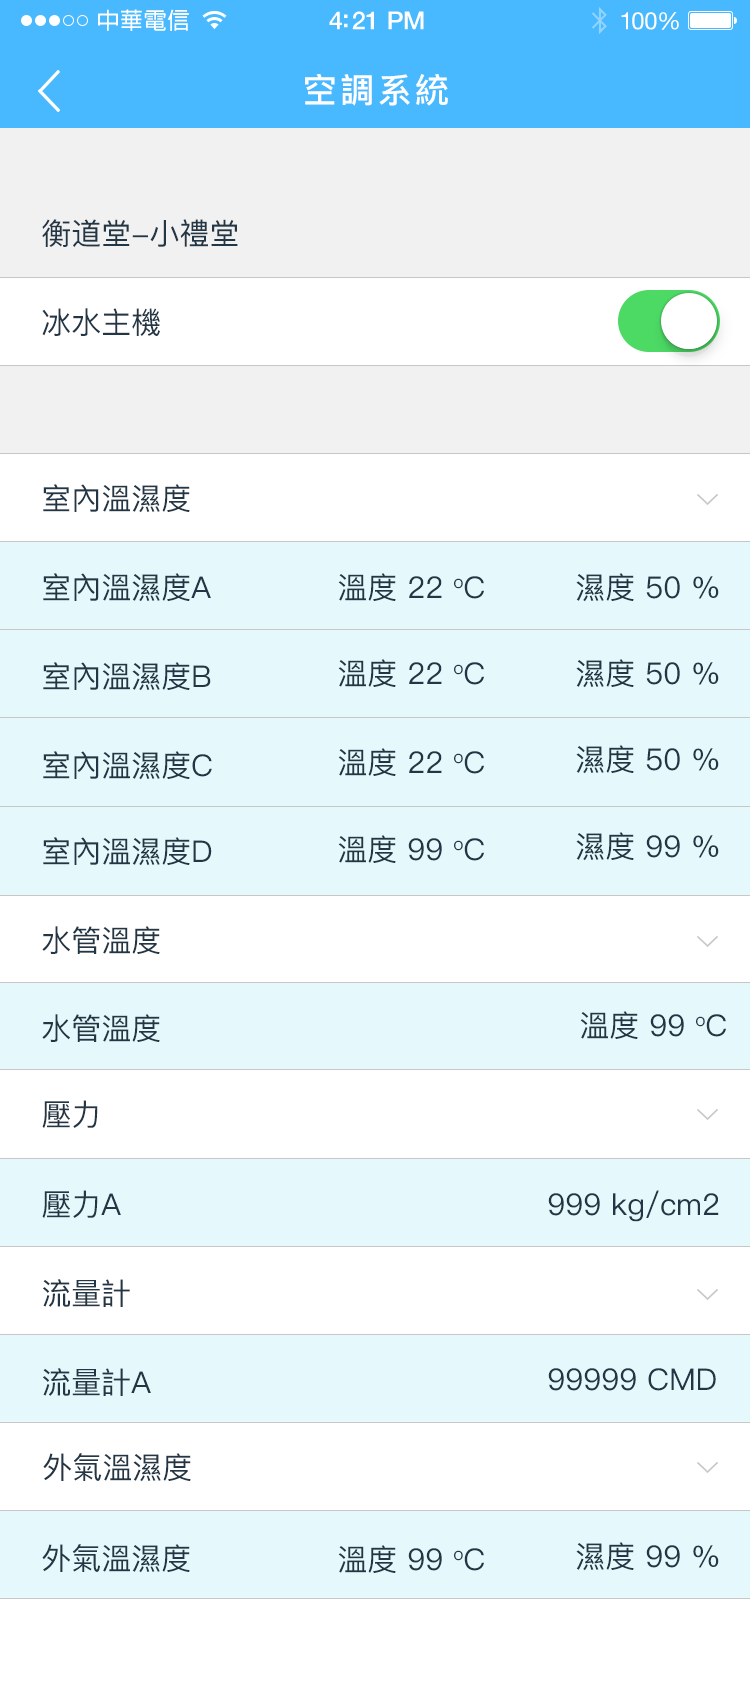 中華電信 4:21 PM 100%
空調系統
衡道堂–小禮堂
冰水主機
室內溫濕度
室內溫濕度A 溫度 22 ºC 濕度 50 %
室內溫濕度B 溫度 22 ºC 濕度 50 %
室內溫濕度C 溫度 22 ºC 濕度 50 %
室內溫濕度D 溫度 99 ºC 濕度 99 %
水管溫度
水管溫度 溫度 99 ºC
壓力
壓力A 999 kg/cm2
流量計
流量計A 99999 CMD
外氣溫濕度
外氣溫濕度 溫度 99 ºC 濕度 99 %